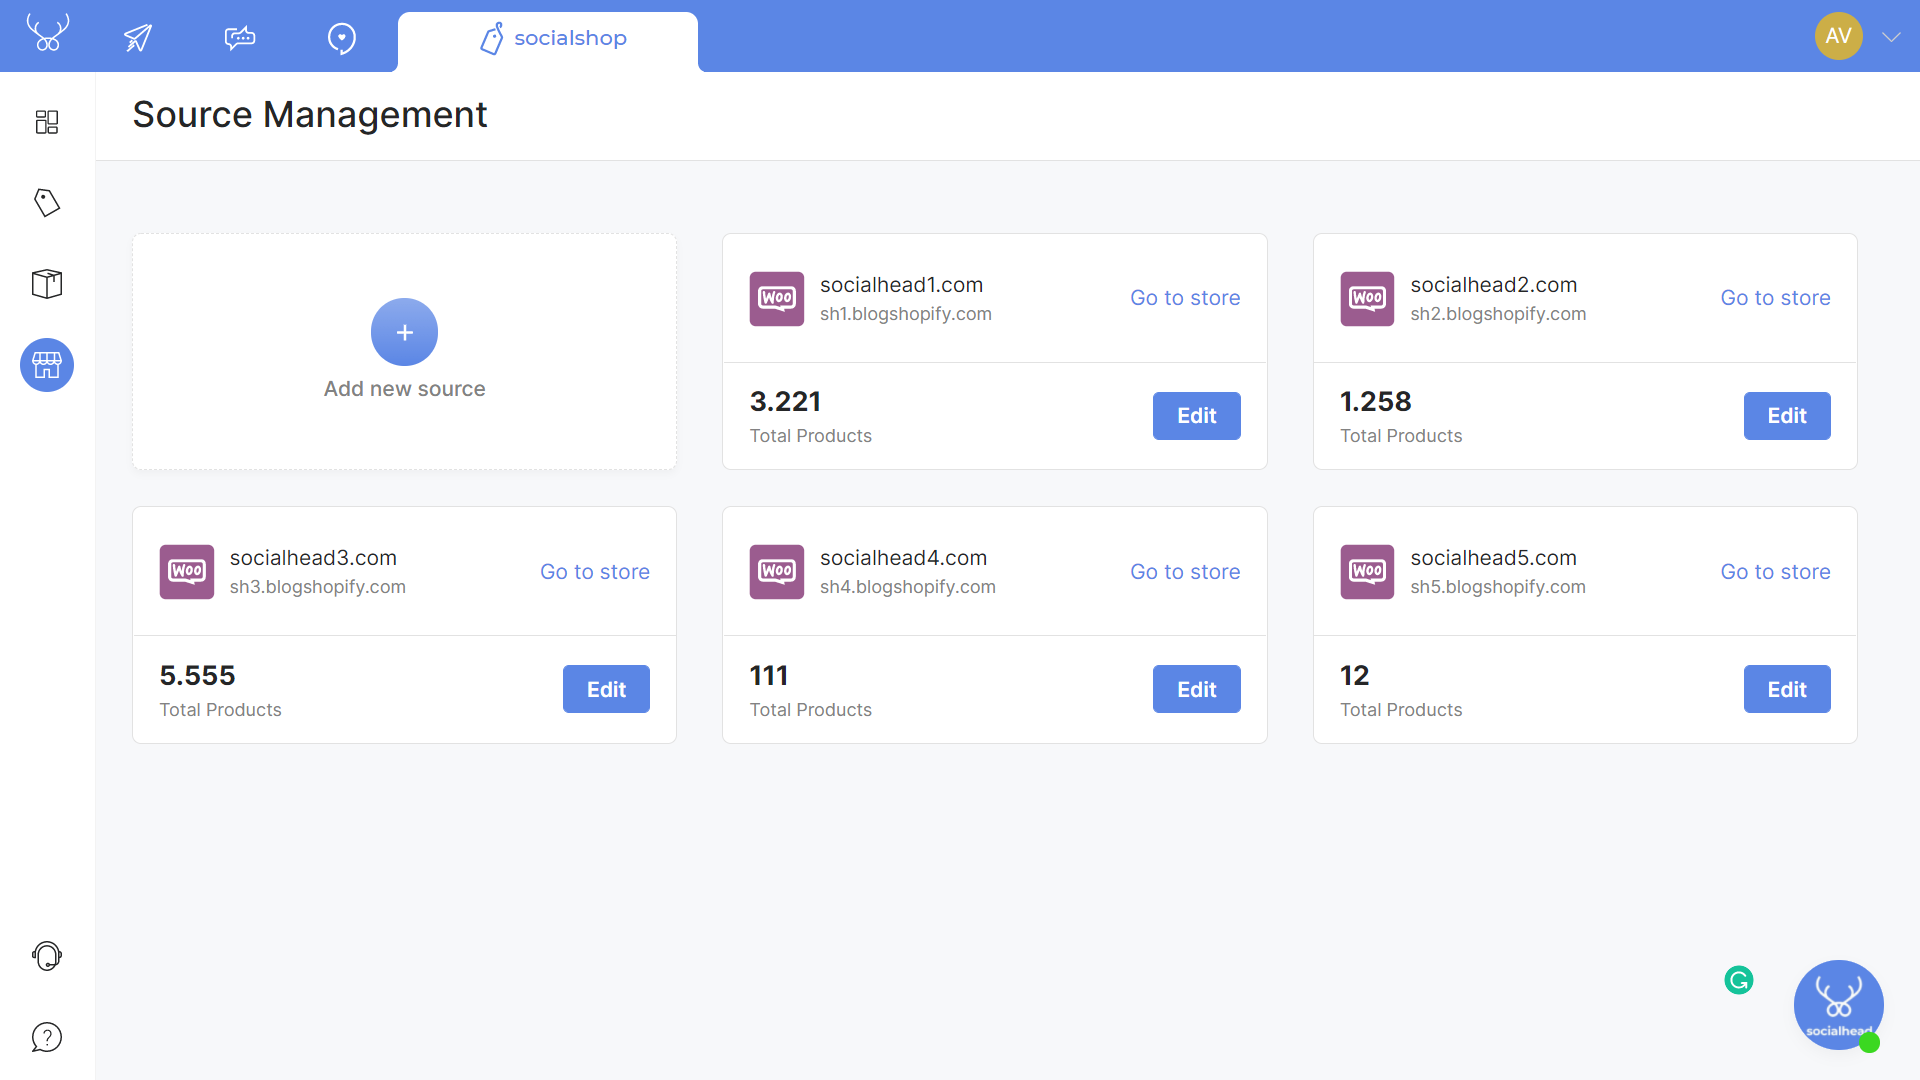 socialshop
AV
Source Management
+
Add new source
Woo
socialhead1.com
sh1.blogshopify.com
Go to store
3.221
Total Products
Edit
Woo
socialhead2.com
sh2.blogshopify.com
Go to store
1.258
Total Products
Edit
Woo
socialhead3.com
sh3.blogshopify.com
Go to store
5.555
Total Products
Edit
Woo
socialhead4.com
sh4.blogshopify.com
Go to store
111
Total Products
Edit
Woo
socialhead5.com
sh5.blogshopify.com
Go to store
12
Total Products
Edit
?
G
socialhead